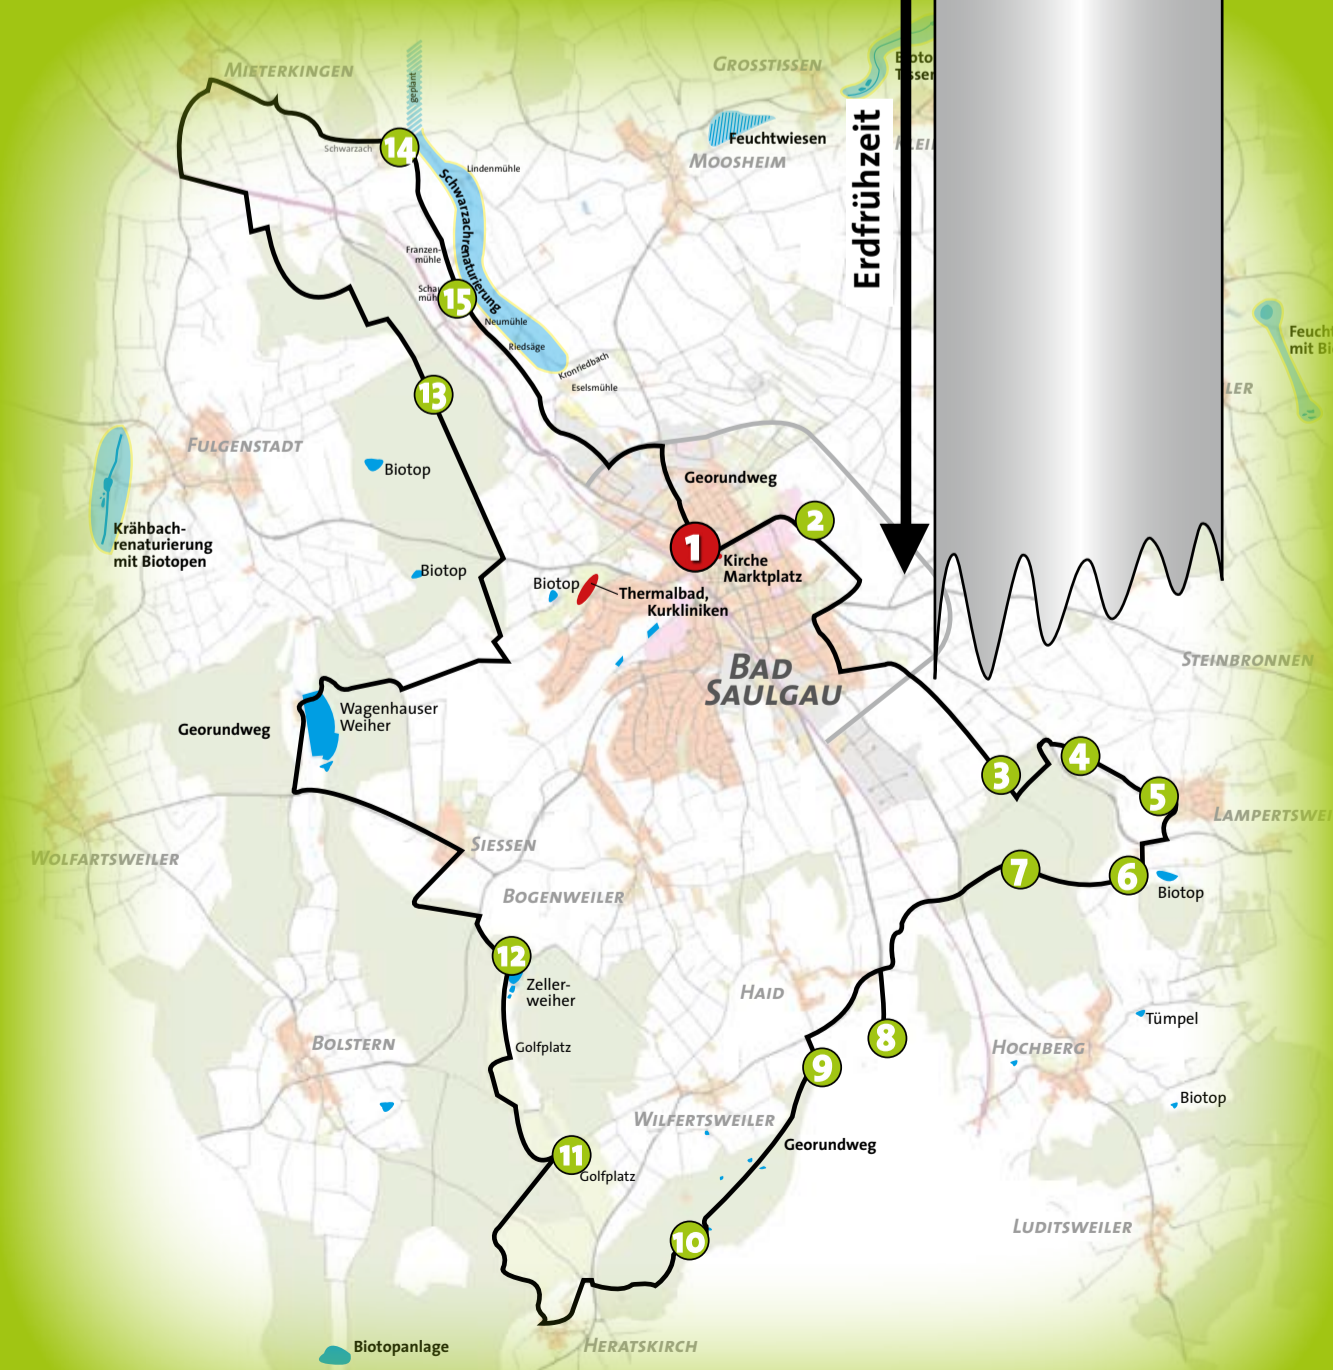 MIETERKINGEN
geplant
GROSSTISSEN
Erdfrühzeit
Feuchtwiesen
MOOSHEIM
14
Schwarzach
Lindenmühle
Schwarzachrenaturierung
Franzen-
mühle
15
Neumühle
Riedsäge
Kronriedbach
Eselsmühle
13
FULGENSTADT
Biotop
Georundweg
Krähbach-
renaturierung
mit Biotopen
2
1
Kirche
Marktplatz
Biotop
Biotop
Thermalbad,
Kurkliniken
BAD
SAULGAU
STEINBRONNEN
Wagenhauser
Weiher
Georundweg
3
4
5
LAMPERTSWEI
SIESSEN
WOLFARTSWEILER
BOGENWEILER
7
6
Biotop
12
Zeller-
weiher
HAID
Tümpel
Golfplatz
BOLSTERN
8
HOCHBERG
9
Biotop
WILFERTSWEILER
Georundweg
11
Golfplatz
LUDITSWEILER
10
HERATSKIRCH
Biotopanlage